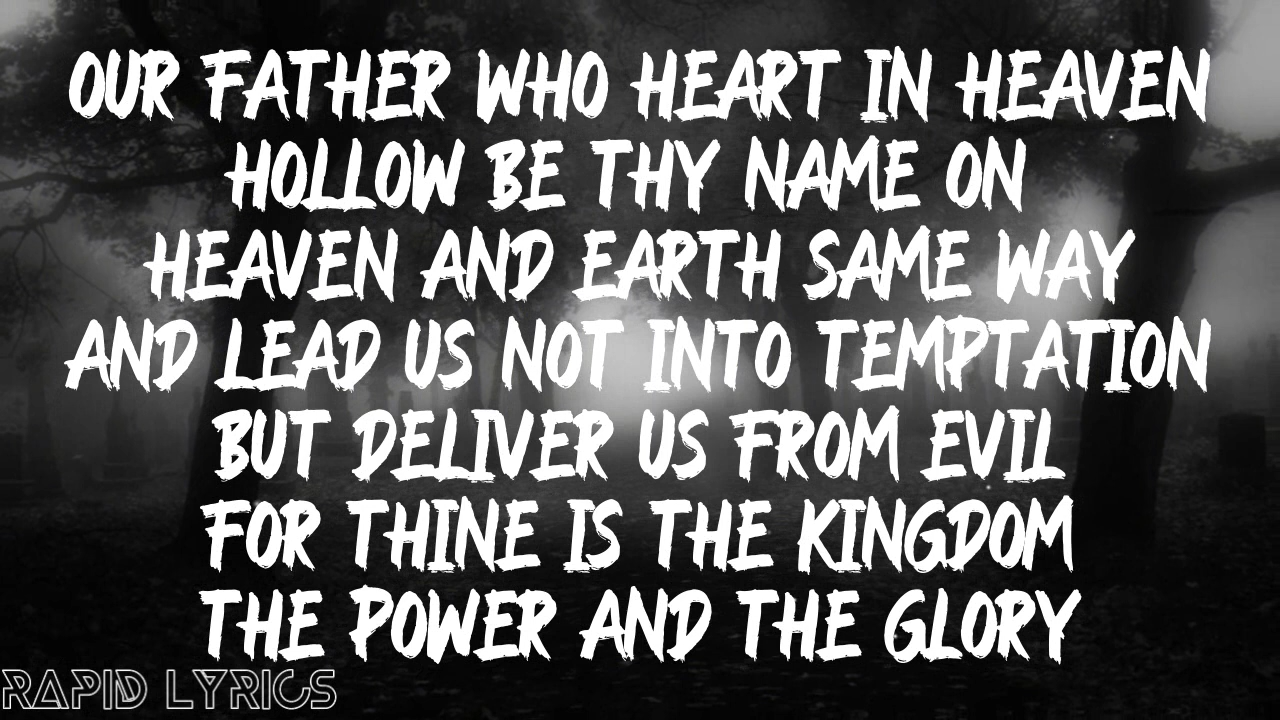 OUR FATHER WHO HEART IN HEAVEN
HOLLOW BE THY NAME ON
HEAVEN AND EARTH SAME WAY
AND LEAD US NOT INTO TEMPTATION
BUT DELIVER US FROM EVIL
FOR THINE IS THE KINGDOM
THE POWER AND THE GLORY
RAPID LYRICS